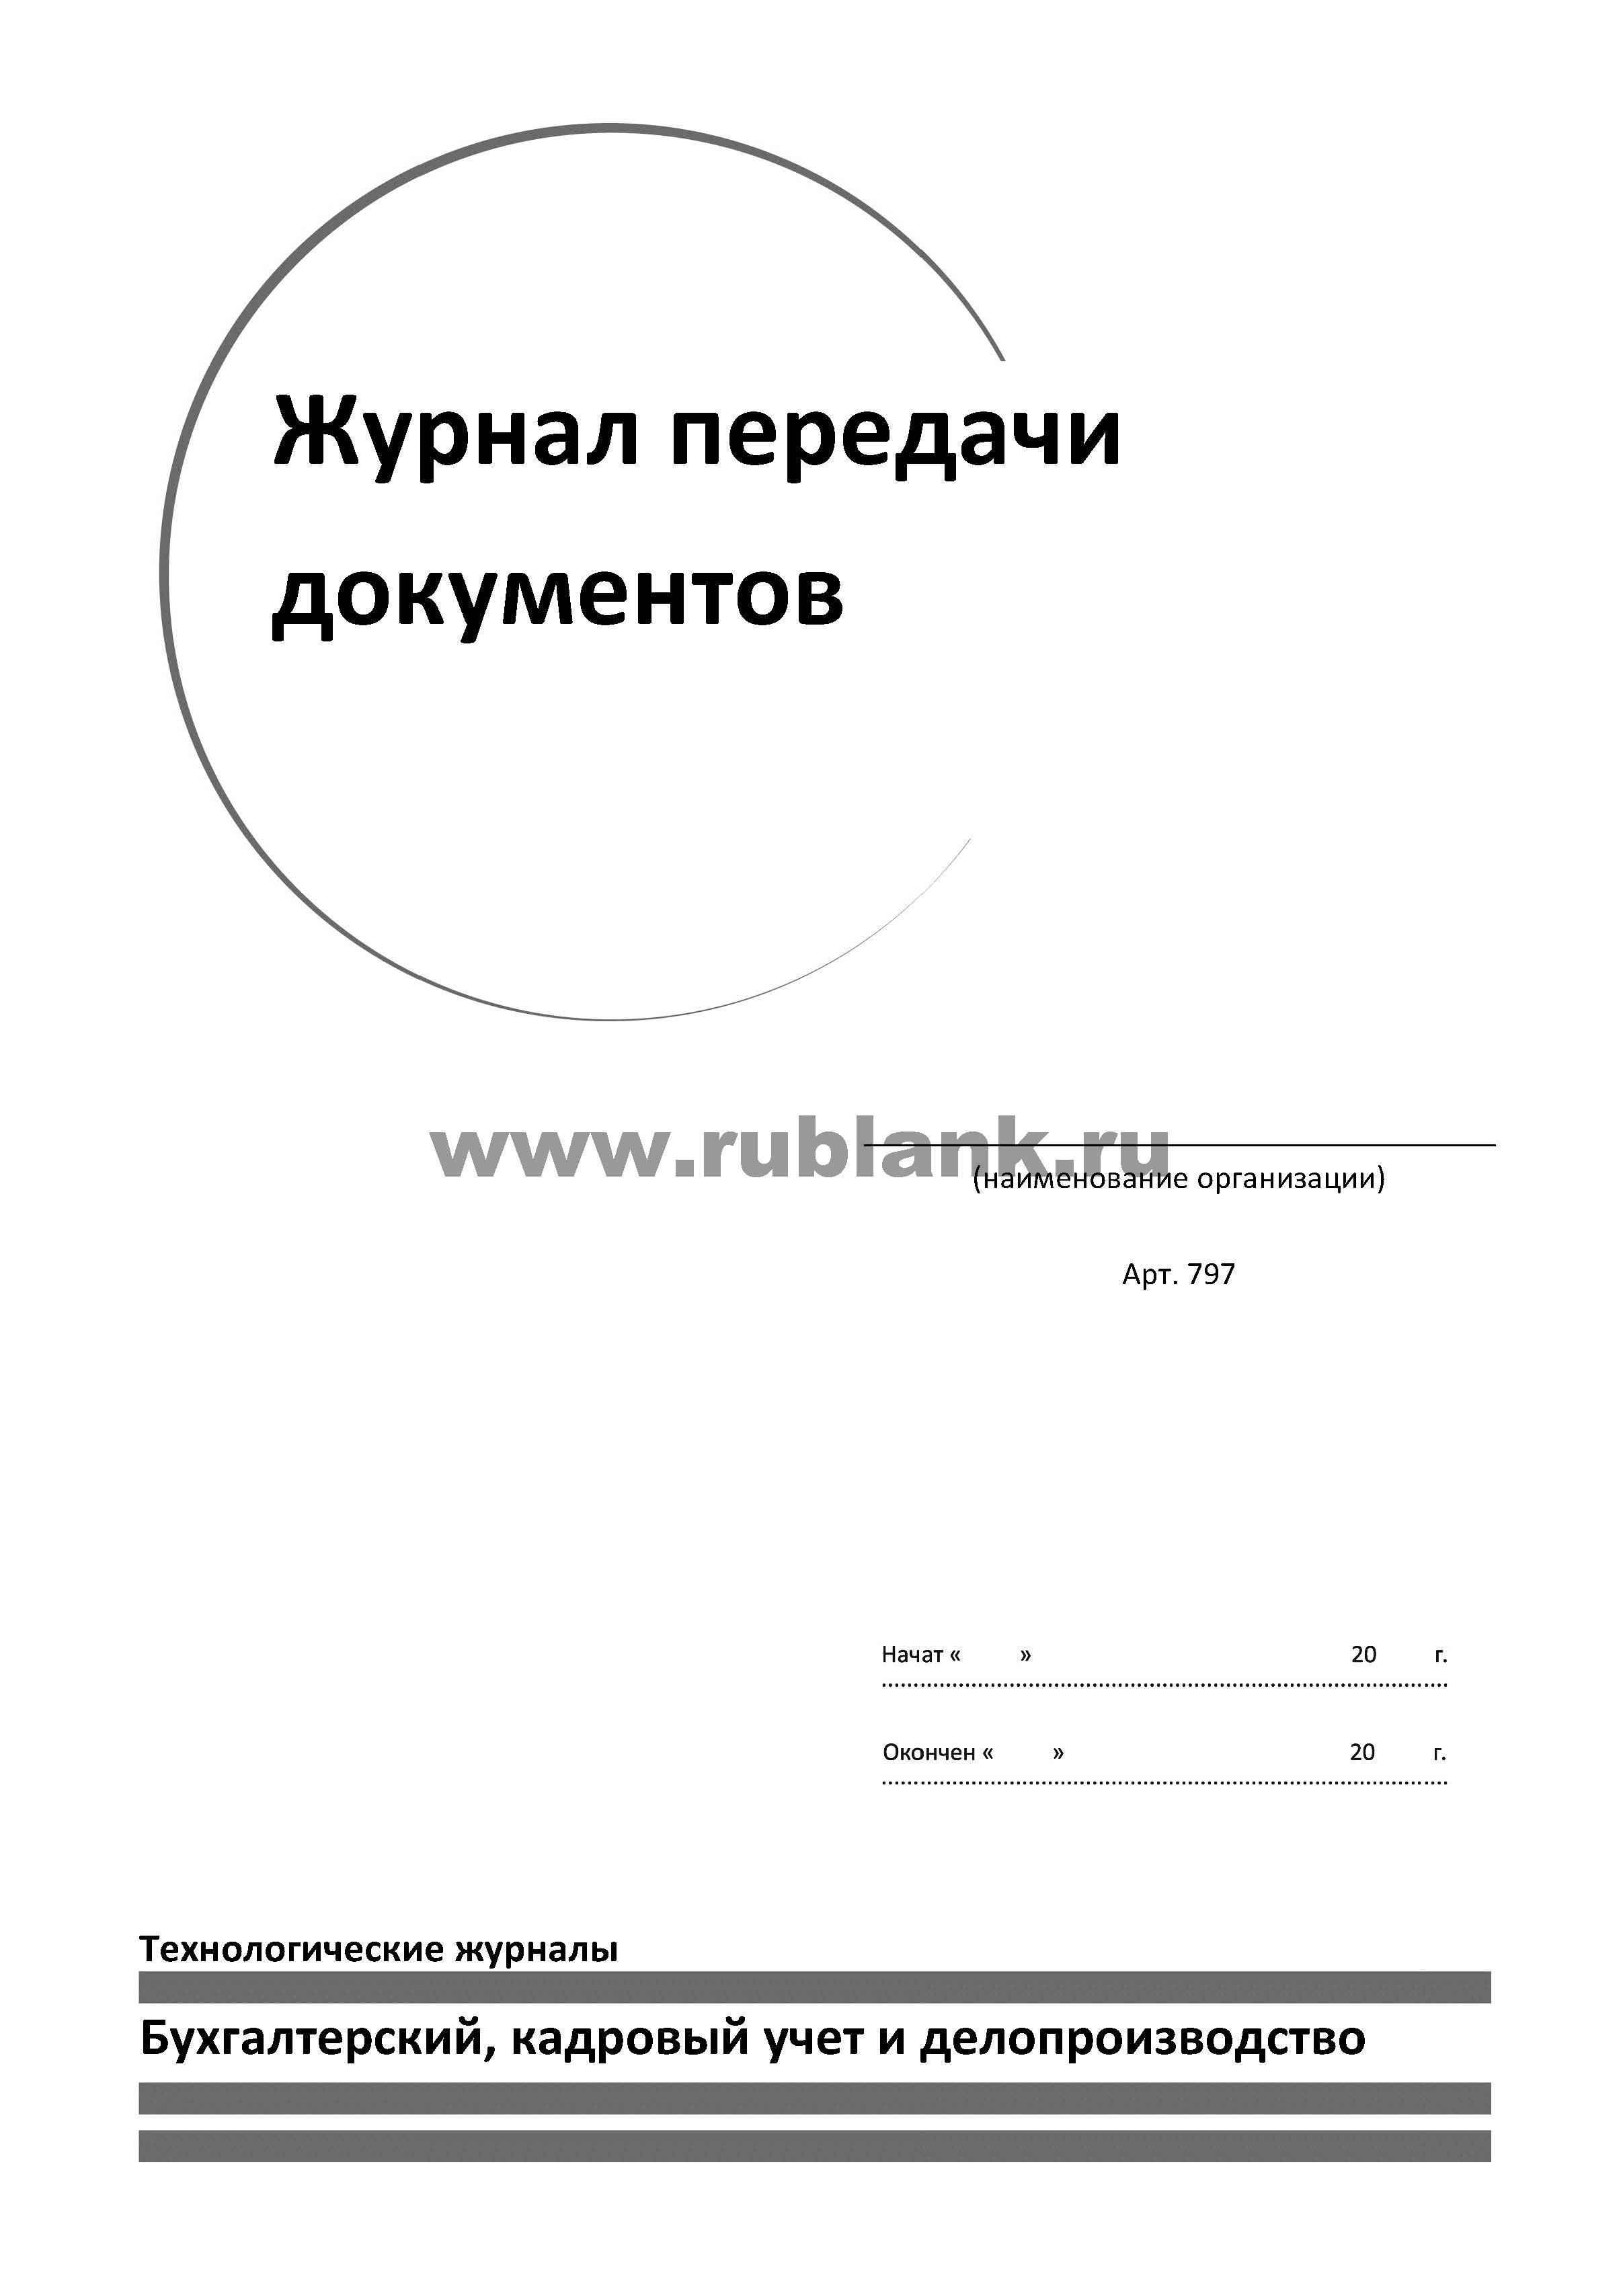 Журнал передачи
документов
www.rublank.ru
(наименование организации)
Арт. 797
Начат « » 20 г.
Окончен « » 20 г.
Технологические журналы
Бухгалтерский, кадровый учет и делопроизводство